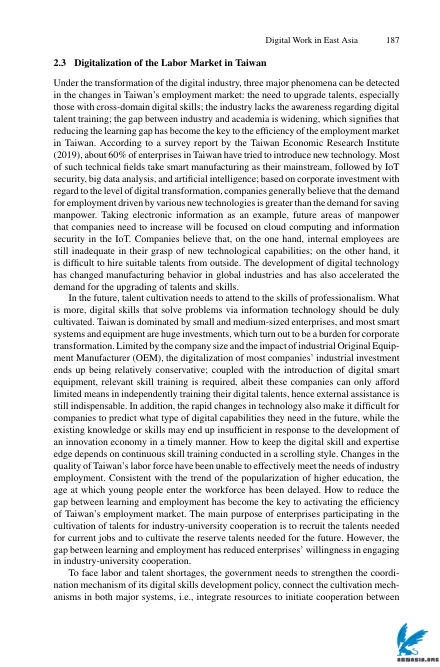 Digital Work in East Asia 187
2.3 Digitalization of the Labor Market in Taiwan
Under the transformation of the digital industry, three major phenomena can be detected
in the changes in Taiwan's employment market: the need to upgrade talents, especially
those with cross-domain digital skills; the industry lacks the awareness regarding digital
talent training; the gap between industry and academia is widening, which signifies that
reducing the learning gap has become the key to the efficiency of the employment market
in Taiwan. According to a survey report by the Taiwan Economic Research Institute
(2019), about 60% of enterprises in Taiwan have tried to introduce new technology. Most
of such technical fields take smart manufacturing as their mainstream, followed by IoT
security, big data analysis, and artificial intelligence; based on corporate investment with
regard to the level of digital transformation, companies generally believe that the demand
for employment driven by various new technologies is greater than the demand for saving
manpower. Taking electronic information as an example, future areas of manpower
that companies need to increase will be focused on cloud computing and information
security in the IoT. Companies believe that, on the one hand, internal employees are
still inadequate in their grasp of new technological capabilities; on the other hand, it
is difficult to hire suitable talents from outside. The development of digital technology
has changed manufacturing behavior in global industries and has also accelerated the
demand for the upgrading of talents and skills.
In the future, talent cultivation needs to attend to the skills of professionalism. What
is more, digital skills that solve problems via information technology should be duly
cultivated. Taiwan is dominated by small and medium-sized enterprises, and most smart
systems and equipment are huge investments, which turn out to be a burden for corporate
transformation. Limited by the company size and the impact of industrial Original Equip-
ment Manufacturer (OEM), the digitalization of most companies' industrial investment
ends up being relatively conservative; coupled with the introduction of digital smart
equipment, relevant skill training is required, albeit these companies can only afford
limited means in independently training their digital talents, hence external assistance is
still indispensable. In addition, the rapid changes in technology also make it difficult for
companies to predict what type of digital capabilities they need in the future, while the
existing knowledge or skills may end up insufficient in response to the development of
an innovation economy in a timely manner. How to keep the digital skill and expertise
edge depends on continuous skill training conducted in a scrolling style. Changes in the
quality of Taiwan's labor force have been unable to effectively meet the needs of industry
employment. Consistent with the trend of the popularization of higher education, the
age at which young people enter the workforce has been delayed. How to reduce the
gap between learning and employment has become the key to activating the efficiency
of Taiwan's employment market. The main purpose of enterprises participating in the
cultivation of talents for industry-university cooperation is to recruit the talents needed
for current jobs and to cultivate the reserve talents needed for the future. However, the
gap between learning and employment has reduced enterprises' willingness in engaging
in industry-university cooperation.
To face labor and talent shortages, the government needs to strengthen the coordi-
nation mechanism of its digital skills development policy, connect the cultivation mech-
anisms in both major systems, i.e., integrate resources to initiate cooperation between